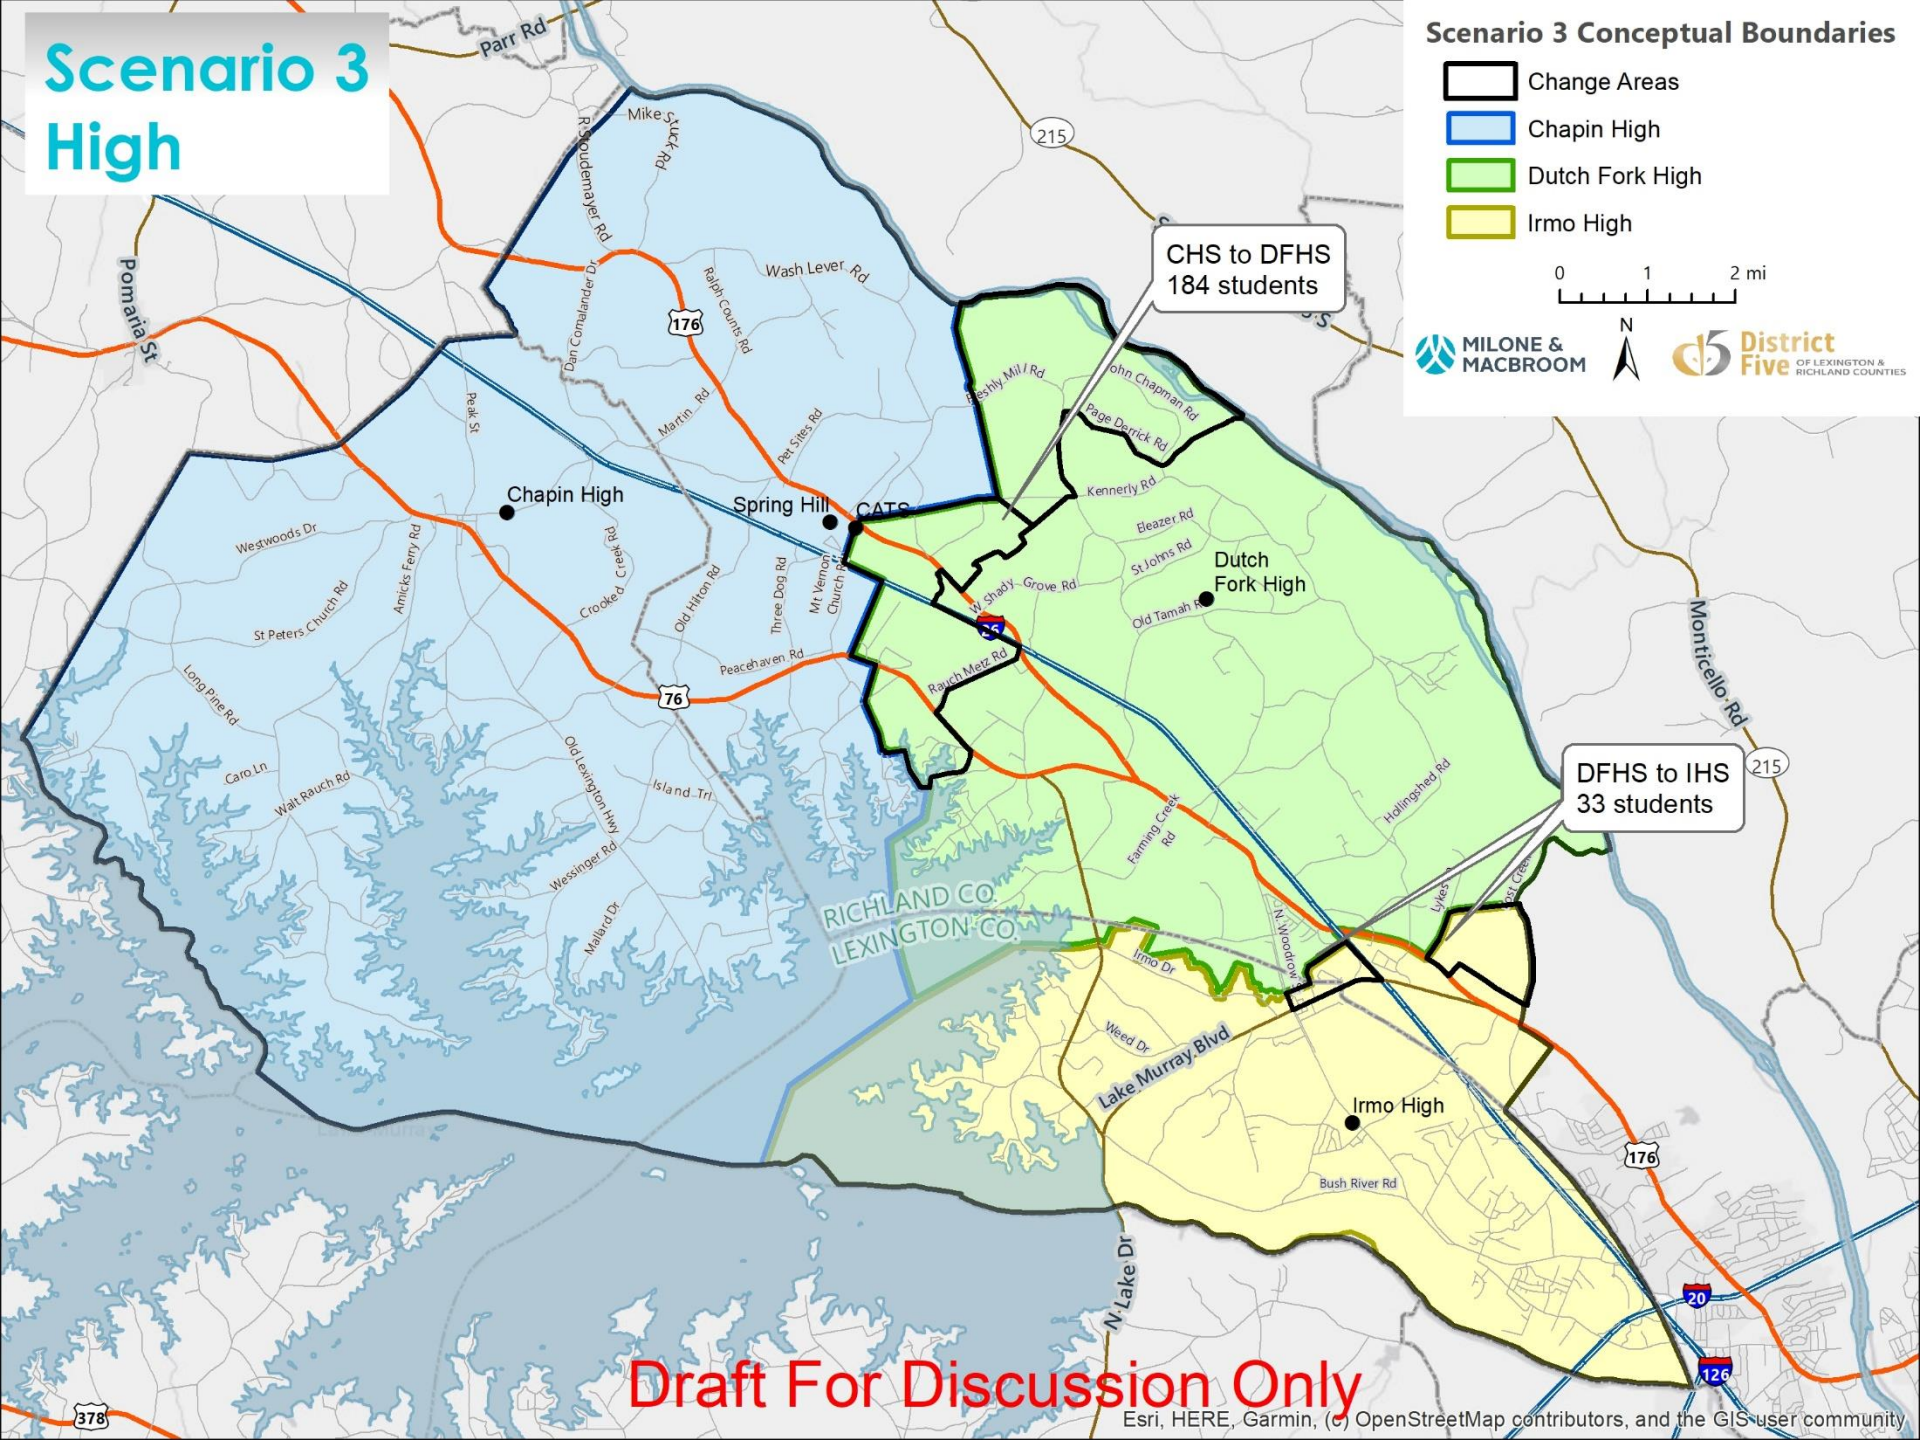 Scenario 3
High
Scenario 3 Conceptual Boundaries
Change Areas
Chapin High
Dutch Fork High
Irmo High
0 1 2 mi
N
MILONE &
MACBROOM
District
Five
OF LEXINGTON &
RICHLAND COUNTIES
Parr Rd
215
Mike Stuck Rd
R Stoudemayer Rd
CHS to DFHS
184 students
Pomaria St
Dan Comalander Dr
Wash Lever Rd
Ralph Counts Rd
176
John Chapman Rd
Page Derrick Rd
Peak St
Martin Rd
Pet Sites Rd
Kennerly Rd
Chapin High
Spring Hill
CATS
Eleazer Rd
Westwoods Dr
Amicks Ferry Rd
Crooked Creek Rd
St Johns Rd
Dutch
Fork High
Old Hilton Rd
Three Dog Rd
Mt Vernon
Church Rd
W Shady Grove Rd
Old Tamah Rd
St Peters Church Rd
26
Monticello Rd
Peacehaven Rd
Rauch Metz Rd
Long Pine Rd
76
215
DFHS to IHS
33 students
Caro Ln
Wait Rauch Rd
Old Lexington Hwy
Island Trl
Hollingshed Rd
Farming Creek
Rd
Wessinger Rd
Mallard Dr
RICHLAND CO.
LEXINGTON CO.
Lykes
N. Woodrow
Irmo Dr
Weed Dr
Lake Murray Blvd
Irmo High
176
Bush River Rd
N Lake Dr
20
126
378
Draft For Discussion Only
Esri, HERE, Garmin, (c) OpenStreetMap contributors, and the GIS user community